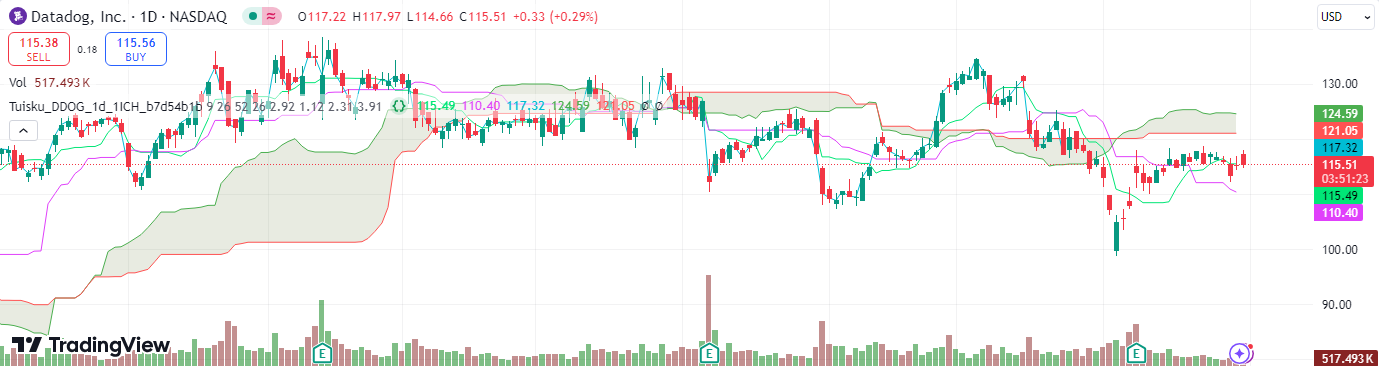 Datadog, Inc. · 1D · NASDAQ O117.22 H117.97 L114.66 C115.51 +0.33 (+0.29%)
USD
115.38 SELL
0.18
115.56 BUY
Vol 517.493 K
Tuisku_DDOG_1d_1ICH_b7d54b1b 9 26 52 26 2.92 1.12 2.31 3.91 115.49 110.40 117.32 124.59 121.05 ∅ ∅
130.00
124.59
121.05
117.32
115.51
03:51:23
115.49
110.40
100.00
90.00
TradingView
E
E
E
517.493 K